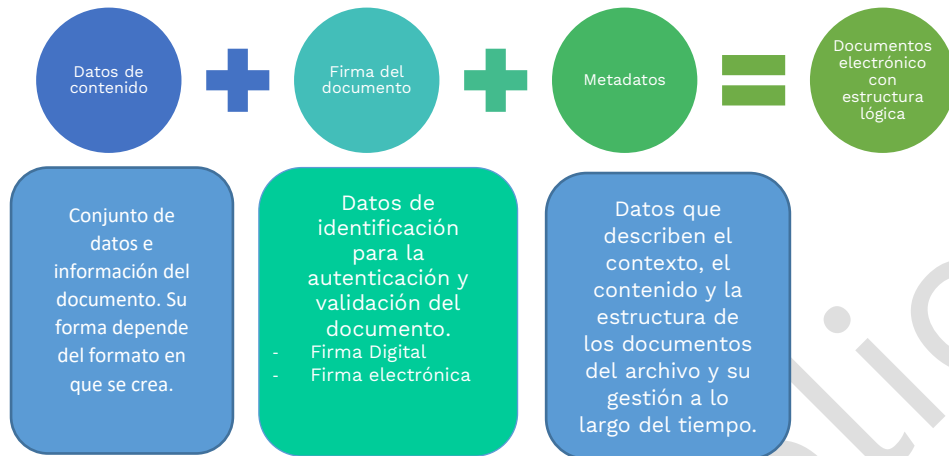 Datos de
contenido
Firma del
documento
Metadatos
Documentos
electrónico
con
estructura
lógica
Conjunto de
datos e
información del
documento. Su
forma depende
del formato en
que se crea.
Datos de
identificación
para la
autenticación y
validación del
documento.
- Firma Digital
- Firma electrónica
Datos que
describen el
contexto, el
contenido y la
estructura de
los documentos
del archivo y su
gestión a lo
largo del tiempo.